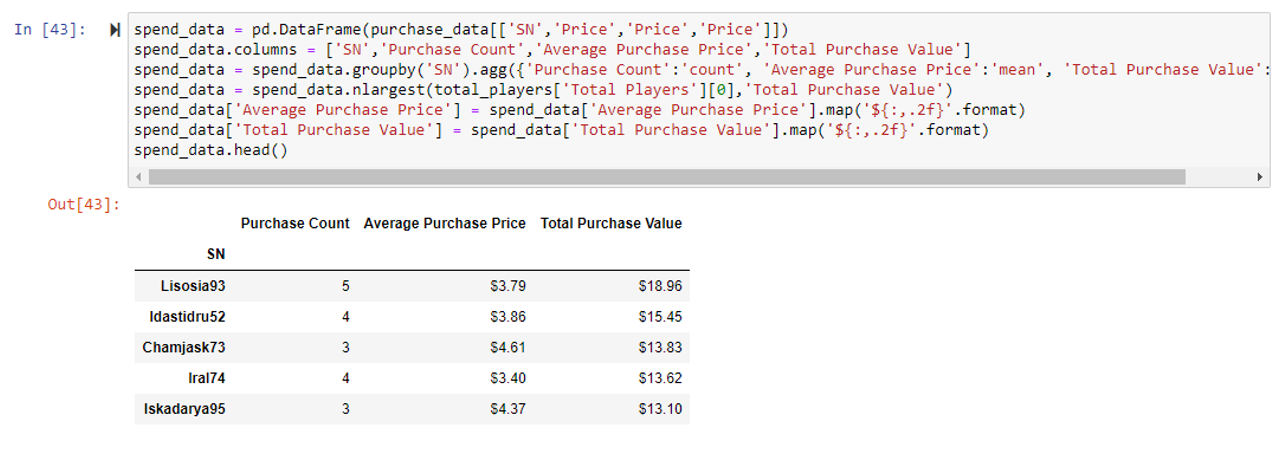 In [43]:
spend_data = pd.DataFrame(purchase_data[['SN','Price','Price','Price']])
spend_data.columns = ['SN','Purchase Count','Average Purchase Price','Total Purchase Value']
spend_data = spend_data.groupby('SN').agg({'Purchase Count':'count', 'Average Purchase Price':'mean', 'Total Purchase Value':
spend_data = spend_data.nlargest(total_players['Total Players'][0],'Total Purchase Value')
spend_data['Average Purchase Price'] = spend_data['Average Purchase Price'].map('${:,.2f}'.format)
spend_data['Total Purchase Value'] = spend_data['Total Purchase Value'].map('${:,.2f}'.format)
spend_data.head()
Out[43]:
Purchase Count Average Purchase Price Total Purchase Value
SN
Lisosia93 5 $3.79 $18.96
Idastidru52 4 $3.86 $15.45
Chamjask73 3 $4.61 $13.83
Iral74 4 $3.40 $13.62
Iskadarya95 3 $4.37 $13.10